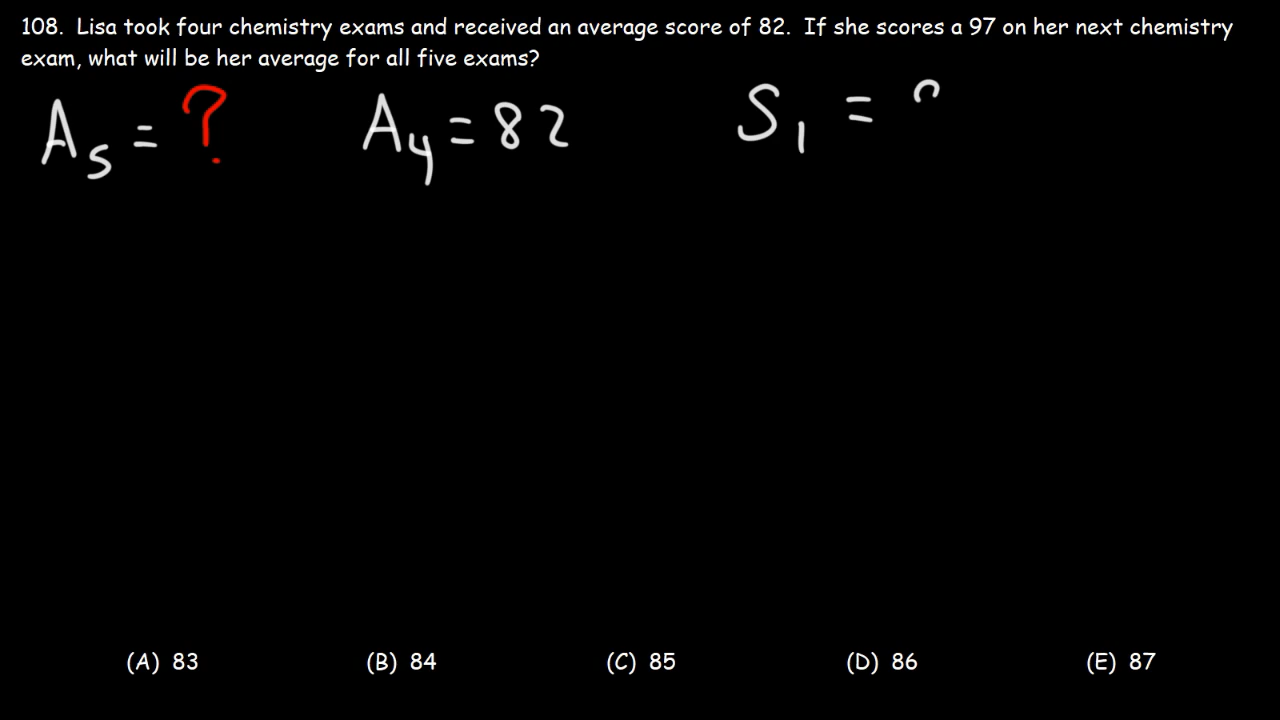 108. Lisa took four chemistry exams and received an average score of 82. If she scores a 97 on her next chemistry
exam, what will be her average for all five exams?
A5 = ? A4 = 82 S1 =
(A) 83 (B) 84 (C) 85 (D) 86 (E) 87